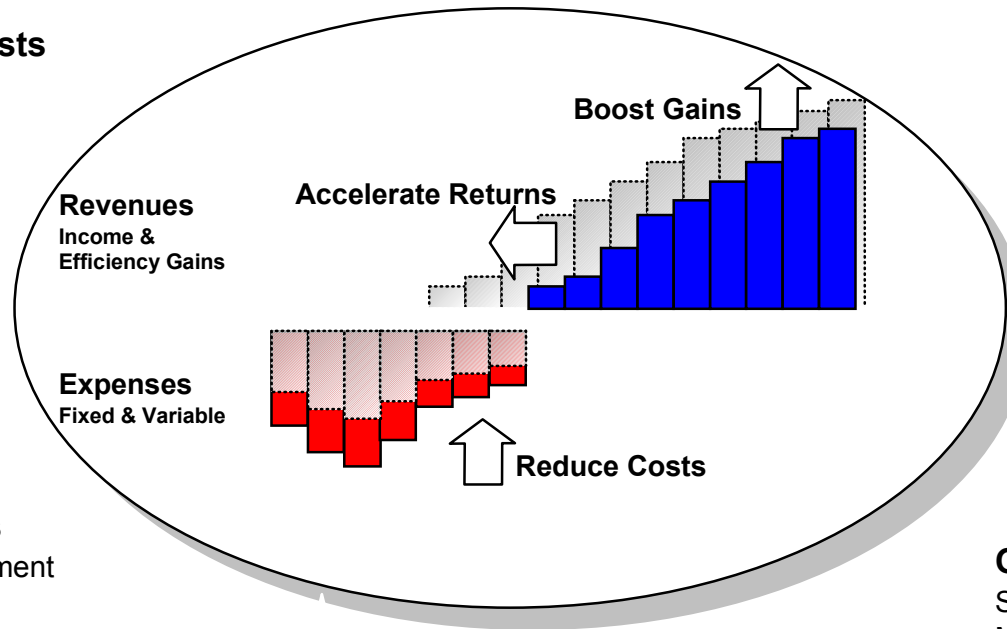 sts
Boost Gains
Accelerate Returns
Revenues
Income &
Efficiency Gains
Expenses
Fixed & Variable
Reduce Costs
ment